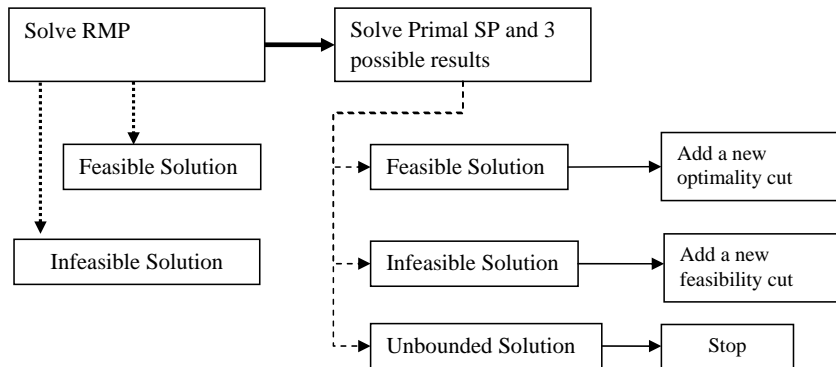 Solve RMP
Solve Primal SP and 3
possible results
Feasible Solution
Infeasible Solution
Feasible Solution
Add a new
optimality cut
Infeasible Solution
Add a new
feasibility cut
Unbounded Solution
Stop